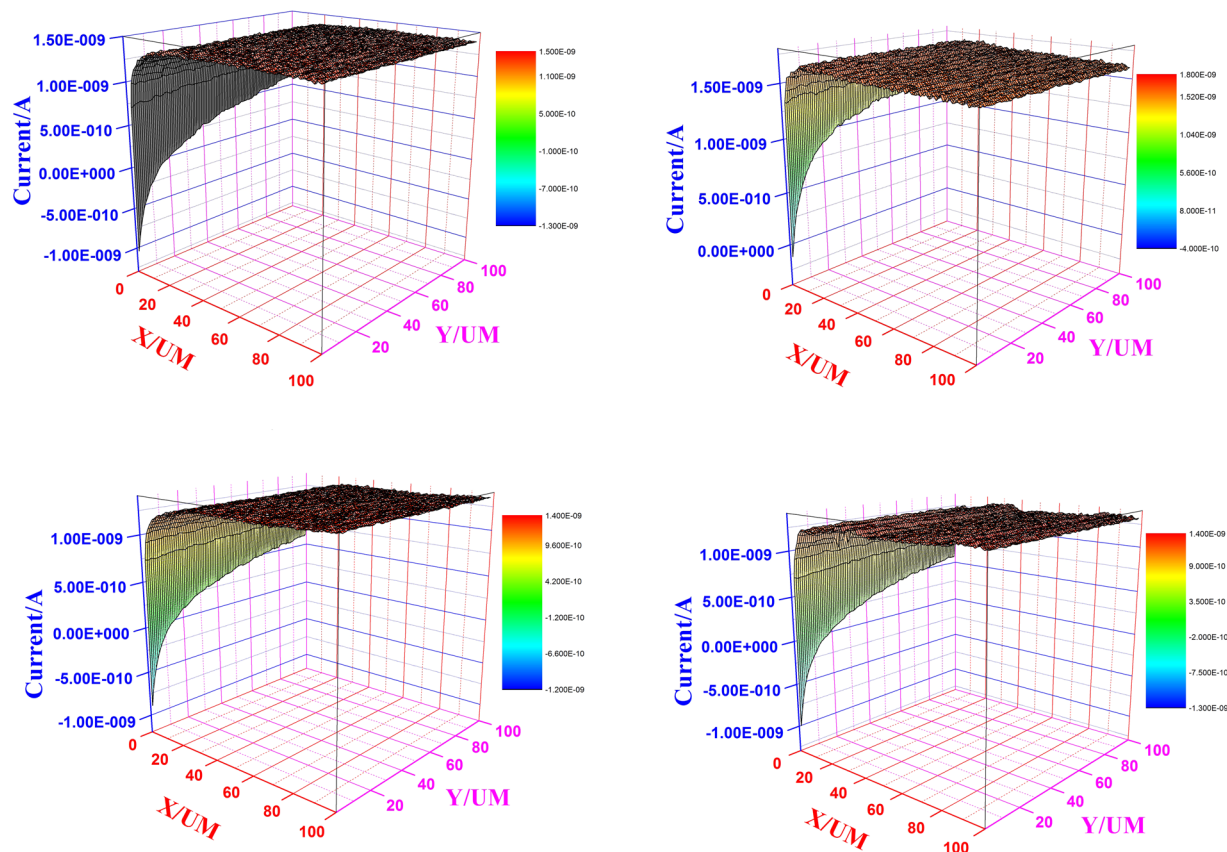 1.50E-009
1.00E-009
5.00E-010
0.00E+000
-5.00E-010
-1.00E-009
Current/A
0
20
40
60
80
100
X/UM
20
40
60
80
100
Y/UM
1.500E-09
1.100E-09
5.000E-10
-1.000E-10
-7.000E-10
-1.300E-09
1.50E-009
1.00E-009
5.00E-010
0.00E+000
Current/A
0
20
40
60
80
100
X/UM
20
40
60
80
100
Y/UM
1.800E-09
1.520E-09
1.040E-09
5.600E-10
8.000E-11
-4.000E-10
1.00E-009
5.00E-010
0.00E+000
-5.00E-010
-1.00E-009
Current/A
0
20
40
60
80
100
X/UM
20
40
60
80
100
Y/UM
1.400E-09
9.600E-10
4.200E-10
-1.200E-10
-6.600E-10
-1.200E-09
1.00E-009
5.00E-010
0.00E+000
-5.00E-010
-1.00E-009
Current/A
0
20
40
60
80
100
X/UM
20
40
60
80
100
Y/UM
1.400E-09
9.000E-10
3.500E-10
-2.000E-10
-7.500E-10
-1.300E-09